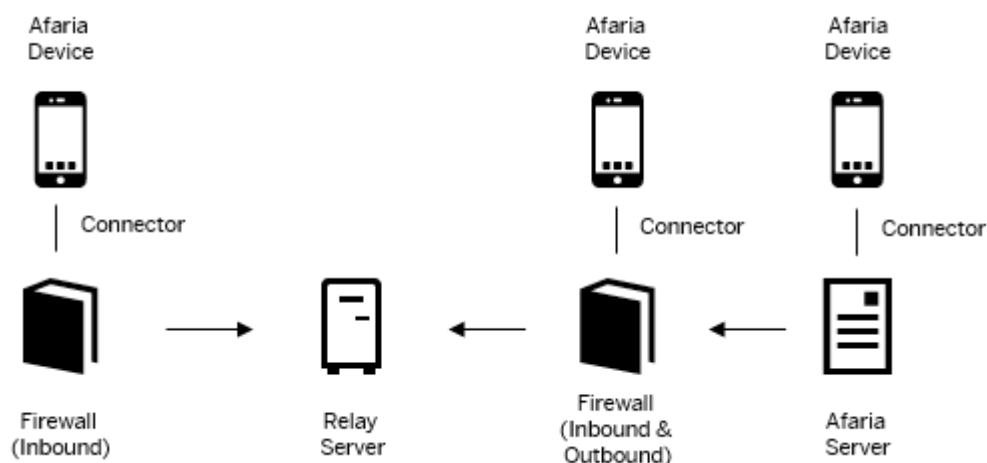 Afaria
Device
Afaria
Device
Afaria
Device
Connector
Connector
Connector
Firewall
(Inbound)
Relay
Server
Firewall
(Inbound &
Outbound)
Afaria
Server